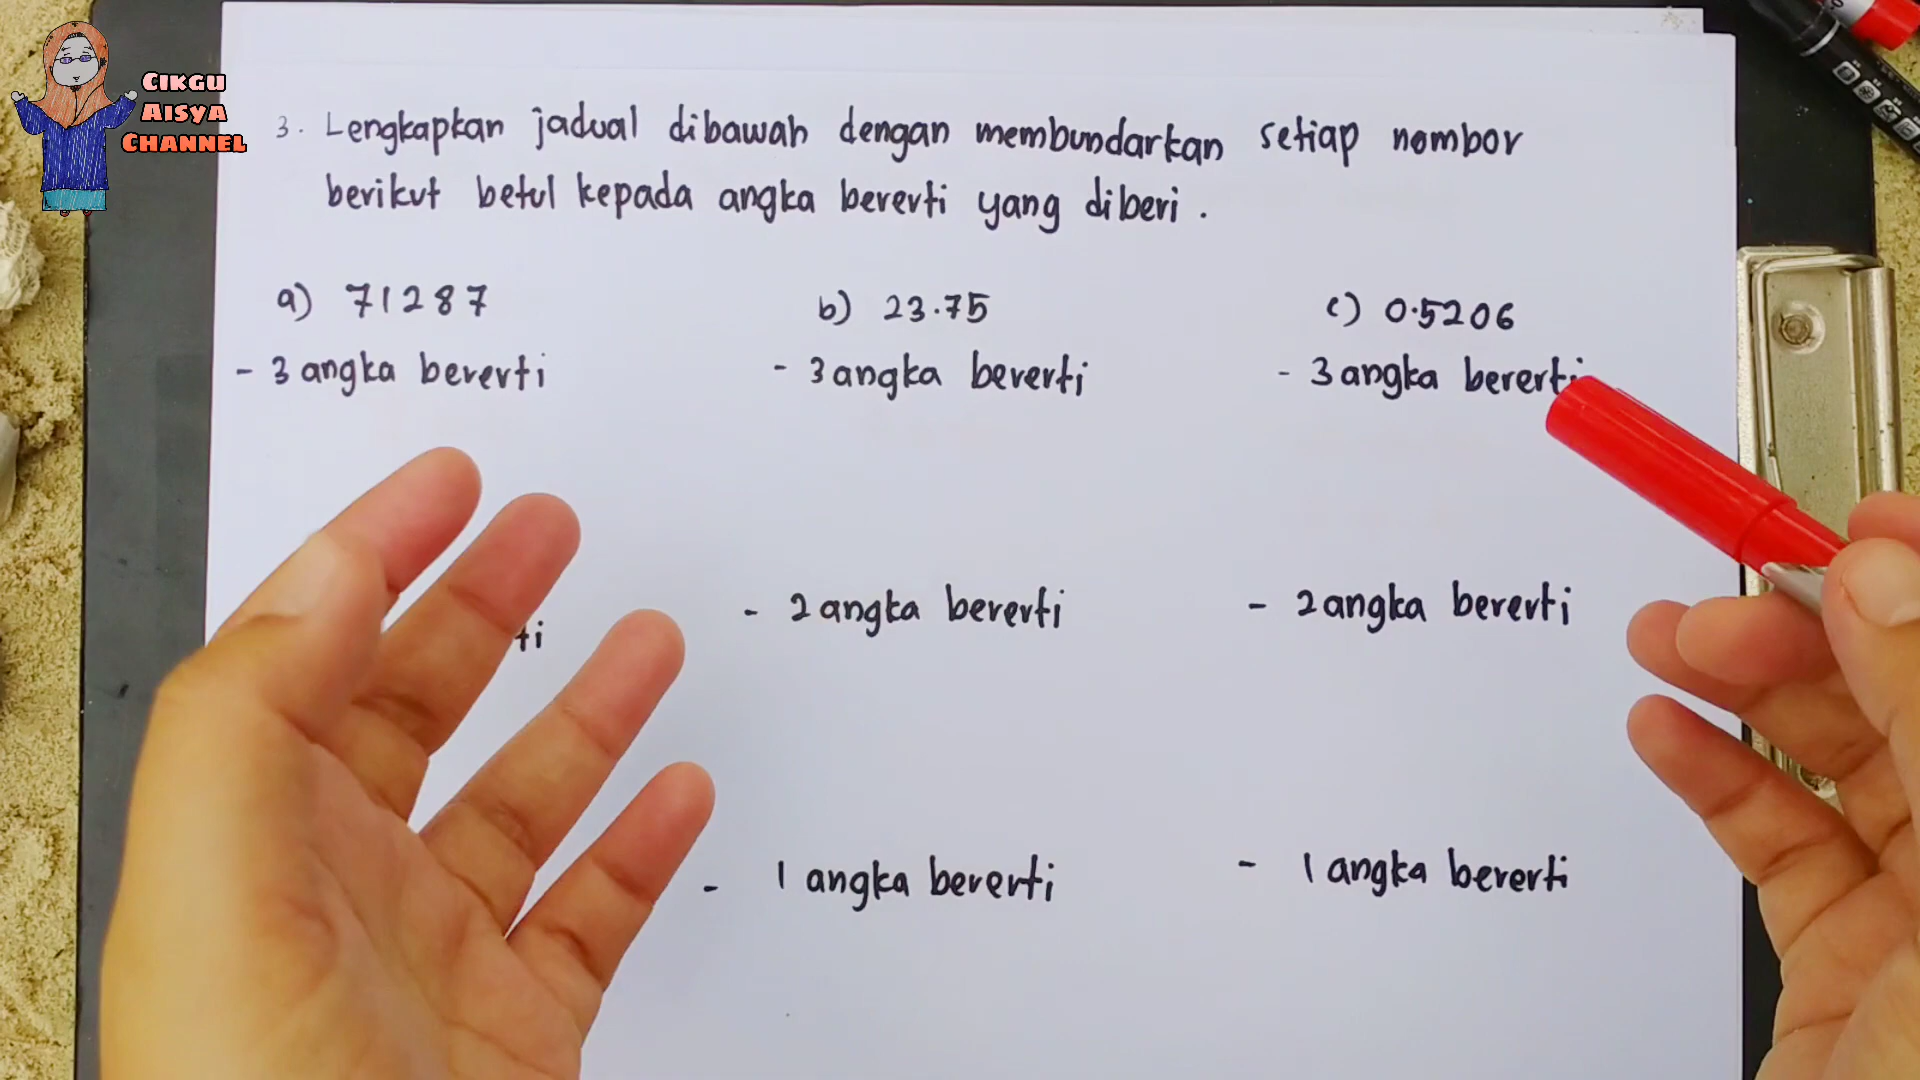 CIKGU
AISYA
CHANNEL
3. Lengkapkan jadual dibawah dengan membundarkan setiap nombor
berikut betul kepada angka bererti yang diberi.
a) 71287
- 3 angka bererti
b) 23.75
- 3 angka bererti
- 2 angka bererti
- 1 angka bererti
c) 0.5206
- 3 angka bererti
- 2 angka bererti
- 1 angka bererti